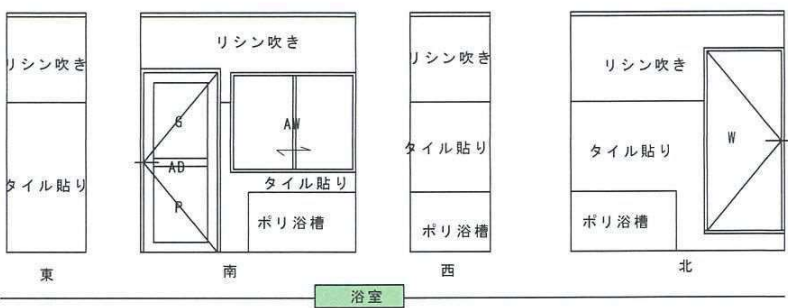 リシン吹き
タイル貼り
東
リシン吹き
G
AD
P
AW
タイル貼り
ポリ浴槽
南
リシン吹き
タイル貼り
ポリ浴槽
西
リシン吹き
タイル貼り
W
ポリ浴槽
北
浴室